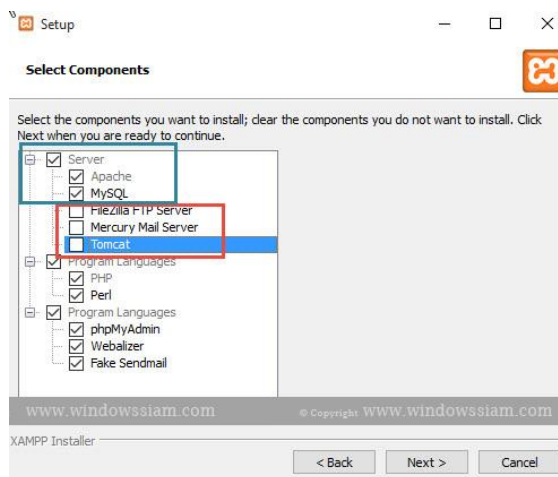 Setup
Select Components
Select the components you want to install; clear the components you do not want to install. Click
Next when you are ready to continue.
Server
Apache
MySQL
FileZilla FTP Server
Mercury Mail Server
Tomcat
Program Languages
PHP
Perl
Program Languages
phpMyAdmin
Webalizer
Fake Sendmail
www.windowssiam.com © Copyright www.windowssiam.com
XAMPP Installer
< Back Next > Cancel